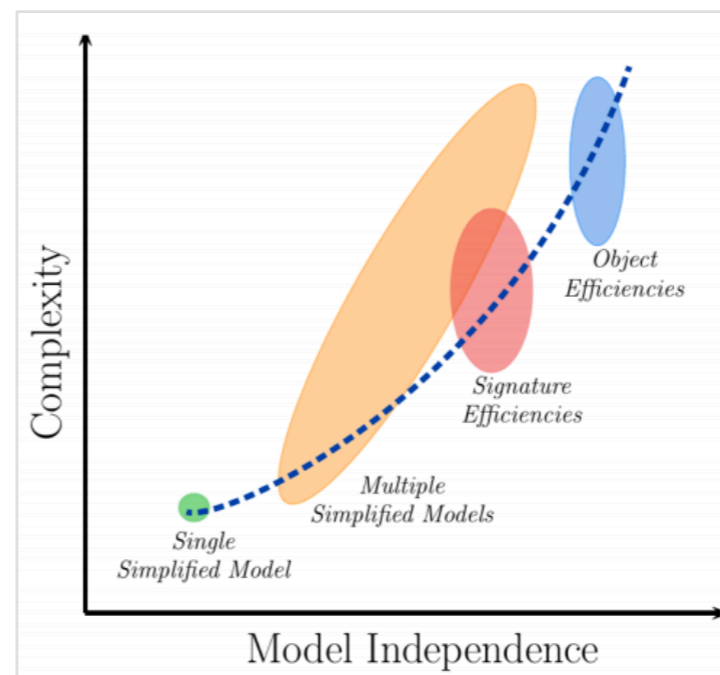 Complexity
Object
Efficiencies
Signature
Efficiencies
Multiple
Simplified Models
Single
Simplified Model
Model Independence